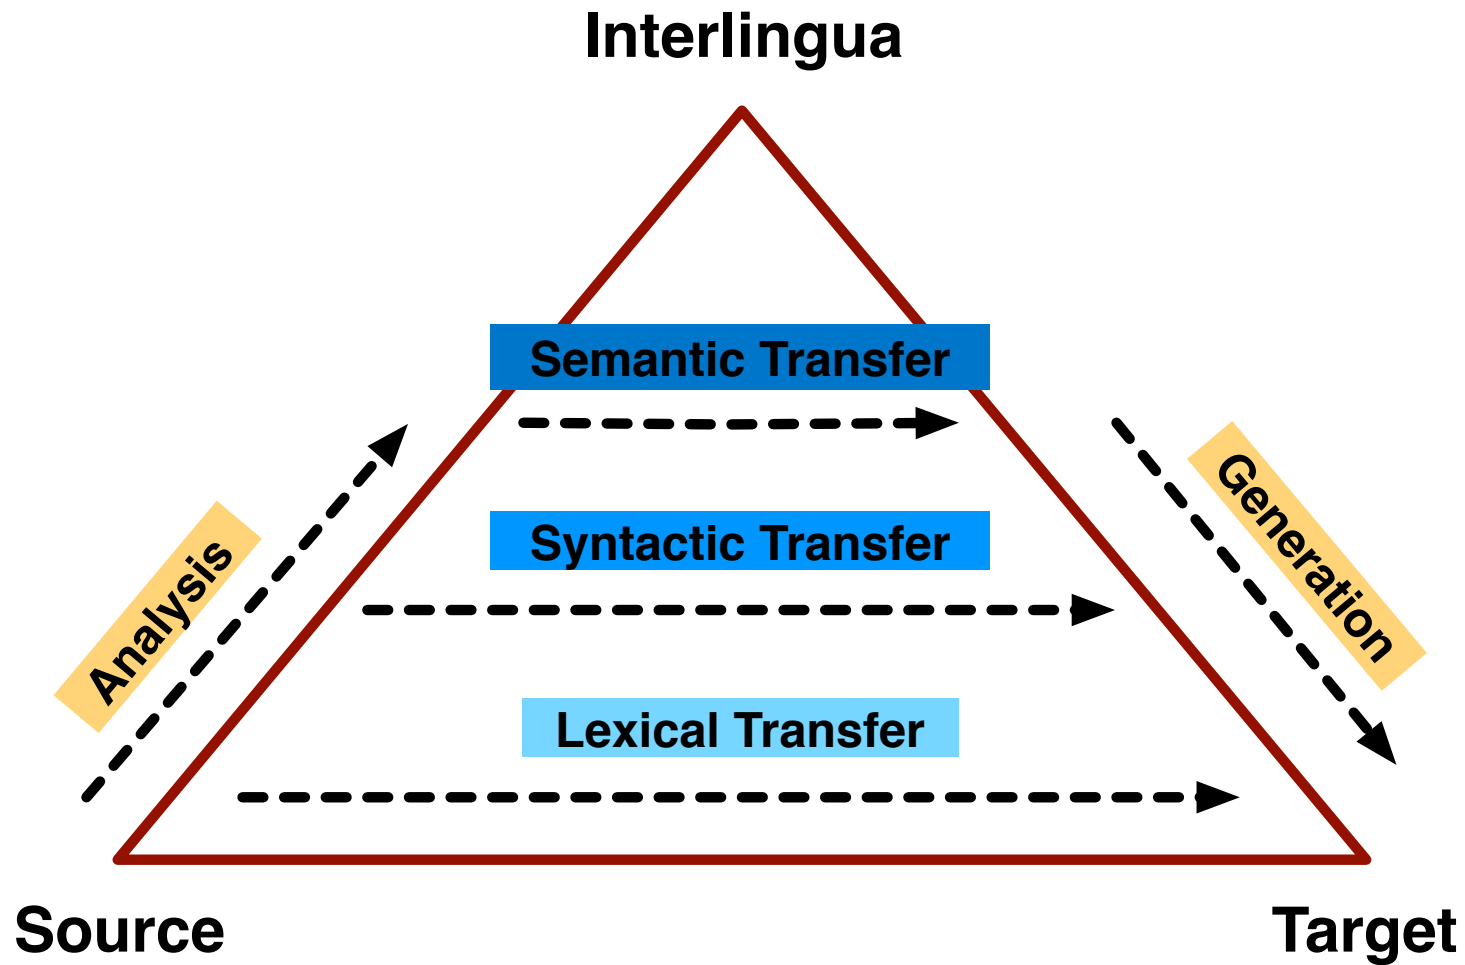 Interlingua
Semantic Transfer
Syntactic Transfer
Lexical Transfer
Analysis
Generation
Source
Target